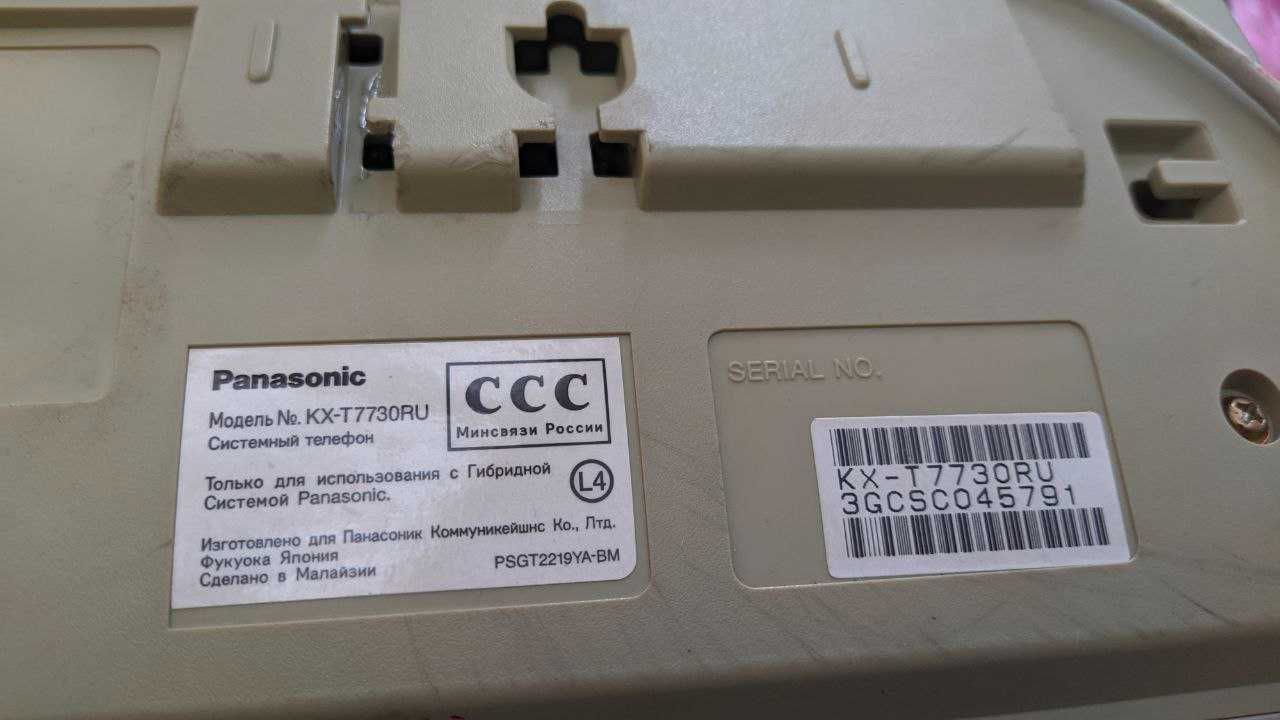 Panasonic
Модель №. KX-T7730RU
Системный телефон
ССС
Минсвязи России
Только для использования с Гибридной
Системой Panasonic.
L4
Изготовлено для Панасоник Коммуникейшнс Ко., Лтд.
Фукуока Япония
Сделано в Малайзии
PSGT2219YA-BM
SERIAL NO.
KX-T7730RU
3GCSC045791